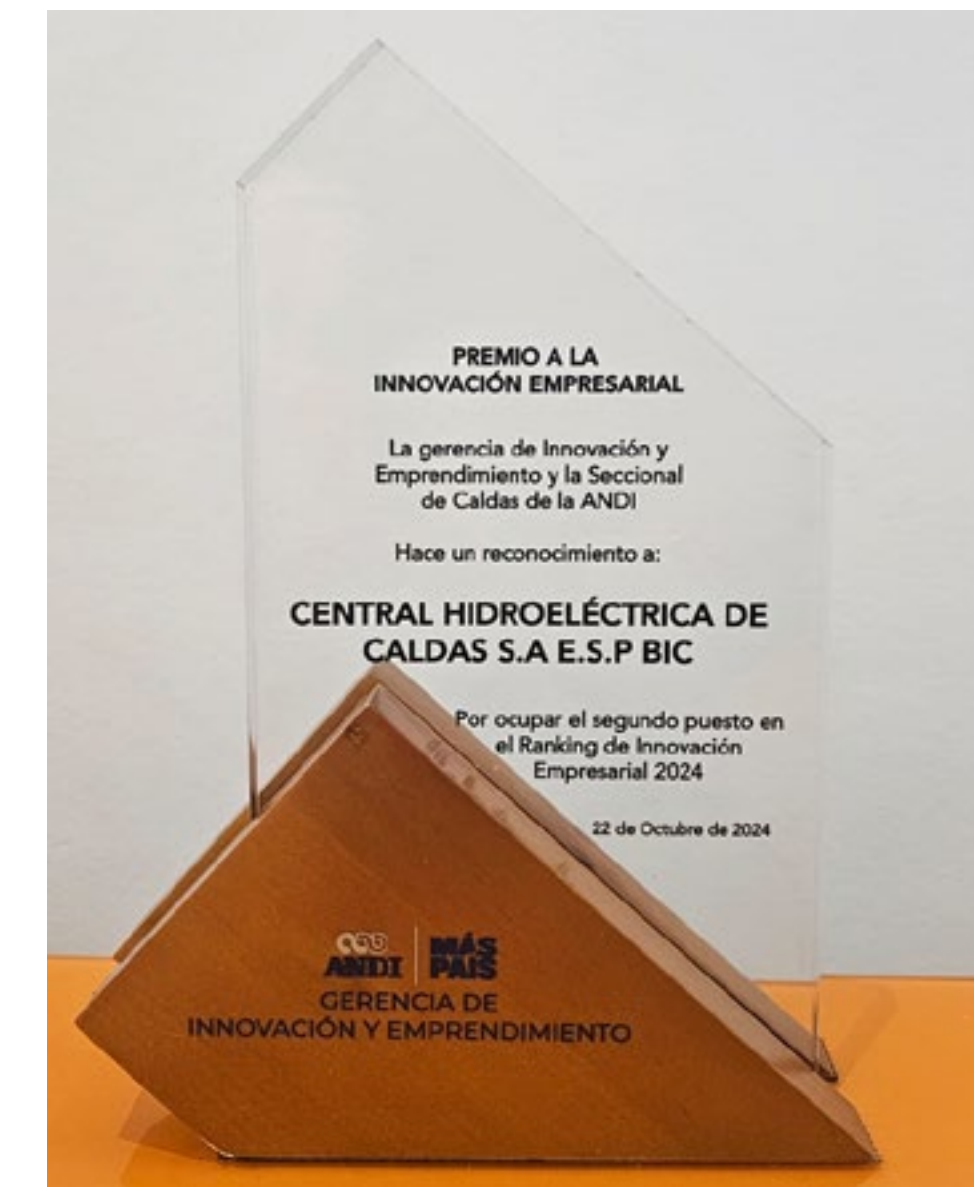 PREMIO A LA
INNOVACIÓN EMPRESARIAL
La gerencia de Innovación y
Emprendimiento y la Seccional
de Caldas de la ANDI
Hace un reconocimiento a:
CENTRAL HIDROELÉCTRICA DE
CALDAS S.A E.S.P BIC
Por ocupar el segundo puesto en
el Ranking de Innovación
Empresarial 2024
22 de Octubre de 2024
ANDI
MÁS
PAÍS
GERENCIA DE
INNOVACIÓN Y EMPRENDIMIENTO